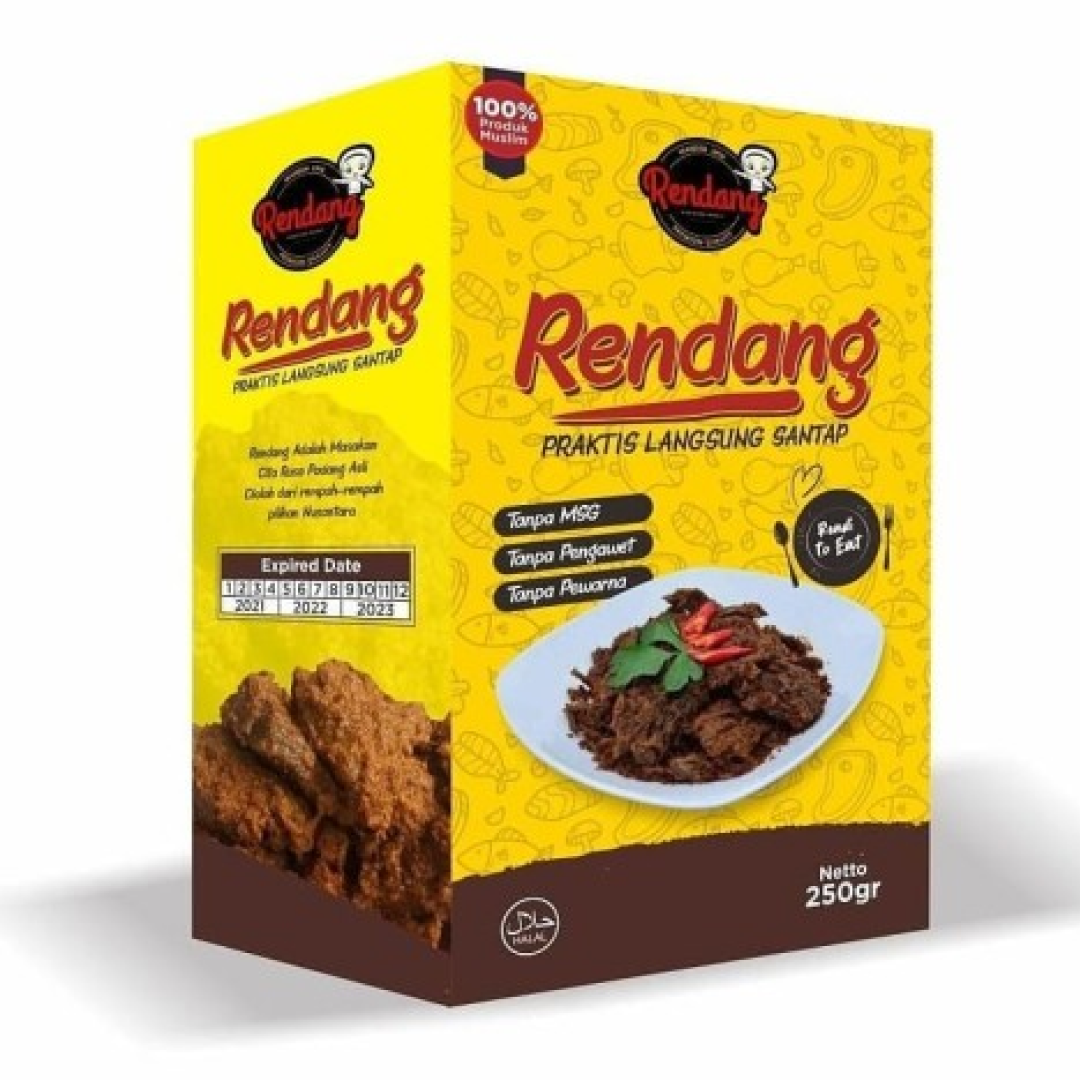 Rendang
Rendang
PRAKTIS LANGSUNG SANTAP
Rendang Adalah Masakan
Cita Rasa Padang Asli
Diolah dari rempah-rempah
pilihan Nusantara
Expired Date
1 2 3 4 5 6 7 8 9 10 11 12
2021 2022 2023
100%
Produk
Muslim
Rendang
Rendang
PRAKTIS LANGSUNG SANTAP
Tanpa MSG
Tanpa Pengawet
Tanpa Pewarna
to Eat
حلال
HALAL
Netto
250gr